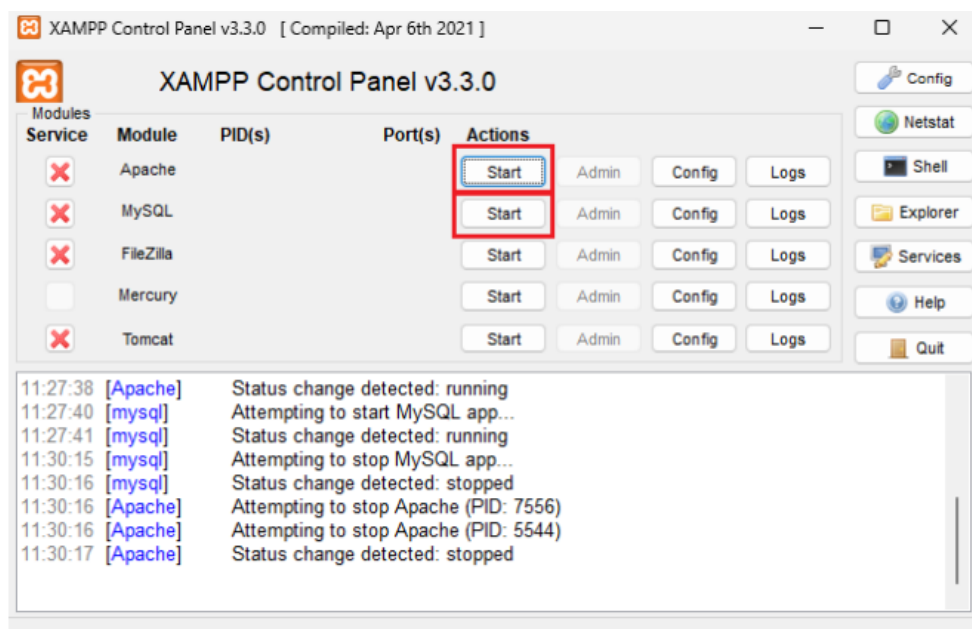 XAMPP Control Panel v3.3.0 [ Compiled: Apr 6th 2021 ]
XAMPP Control Panel v3.3.0
Config
Modules
Service Module PID(s) Port(s) Actions
Netstat
Apache Start Admin Config Logs
Shell
MySQL Start Admin Config Logs
Explorer
FileZilla Start Admin Config Logs
Services
Mercury Start Admin Config Logs
Help
Tomcat Start Admin Config Logs
Quit
11:27:38 [Apache] Status change detected: running
11:27:40 [mysql] Attempting to start MySQL app...
11:27:41 [mysql] Status change detected: running
11:30:15 [mysql] Attempting to stop MySQL app...
11:30:16 [mysql] Status change detected: stopped
11:30:16 [Apache] Attempting to stop Apache (PID: 7556)
11:30:16 [Apache] Attempting to stop Apache (PID: 5544)
11:30:17 [Apache] Status change detected: stopped